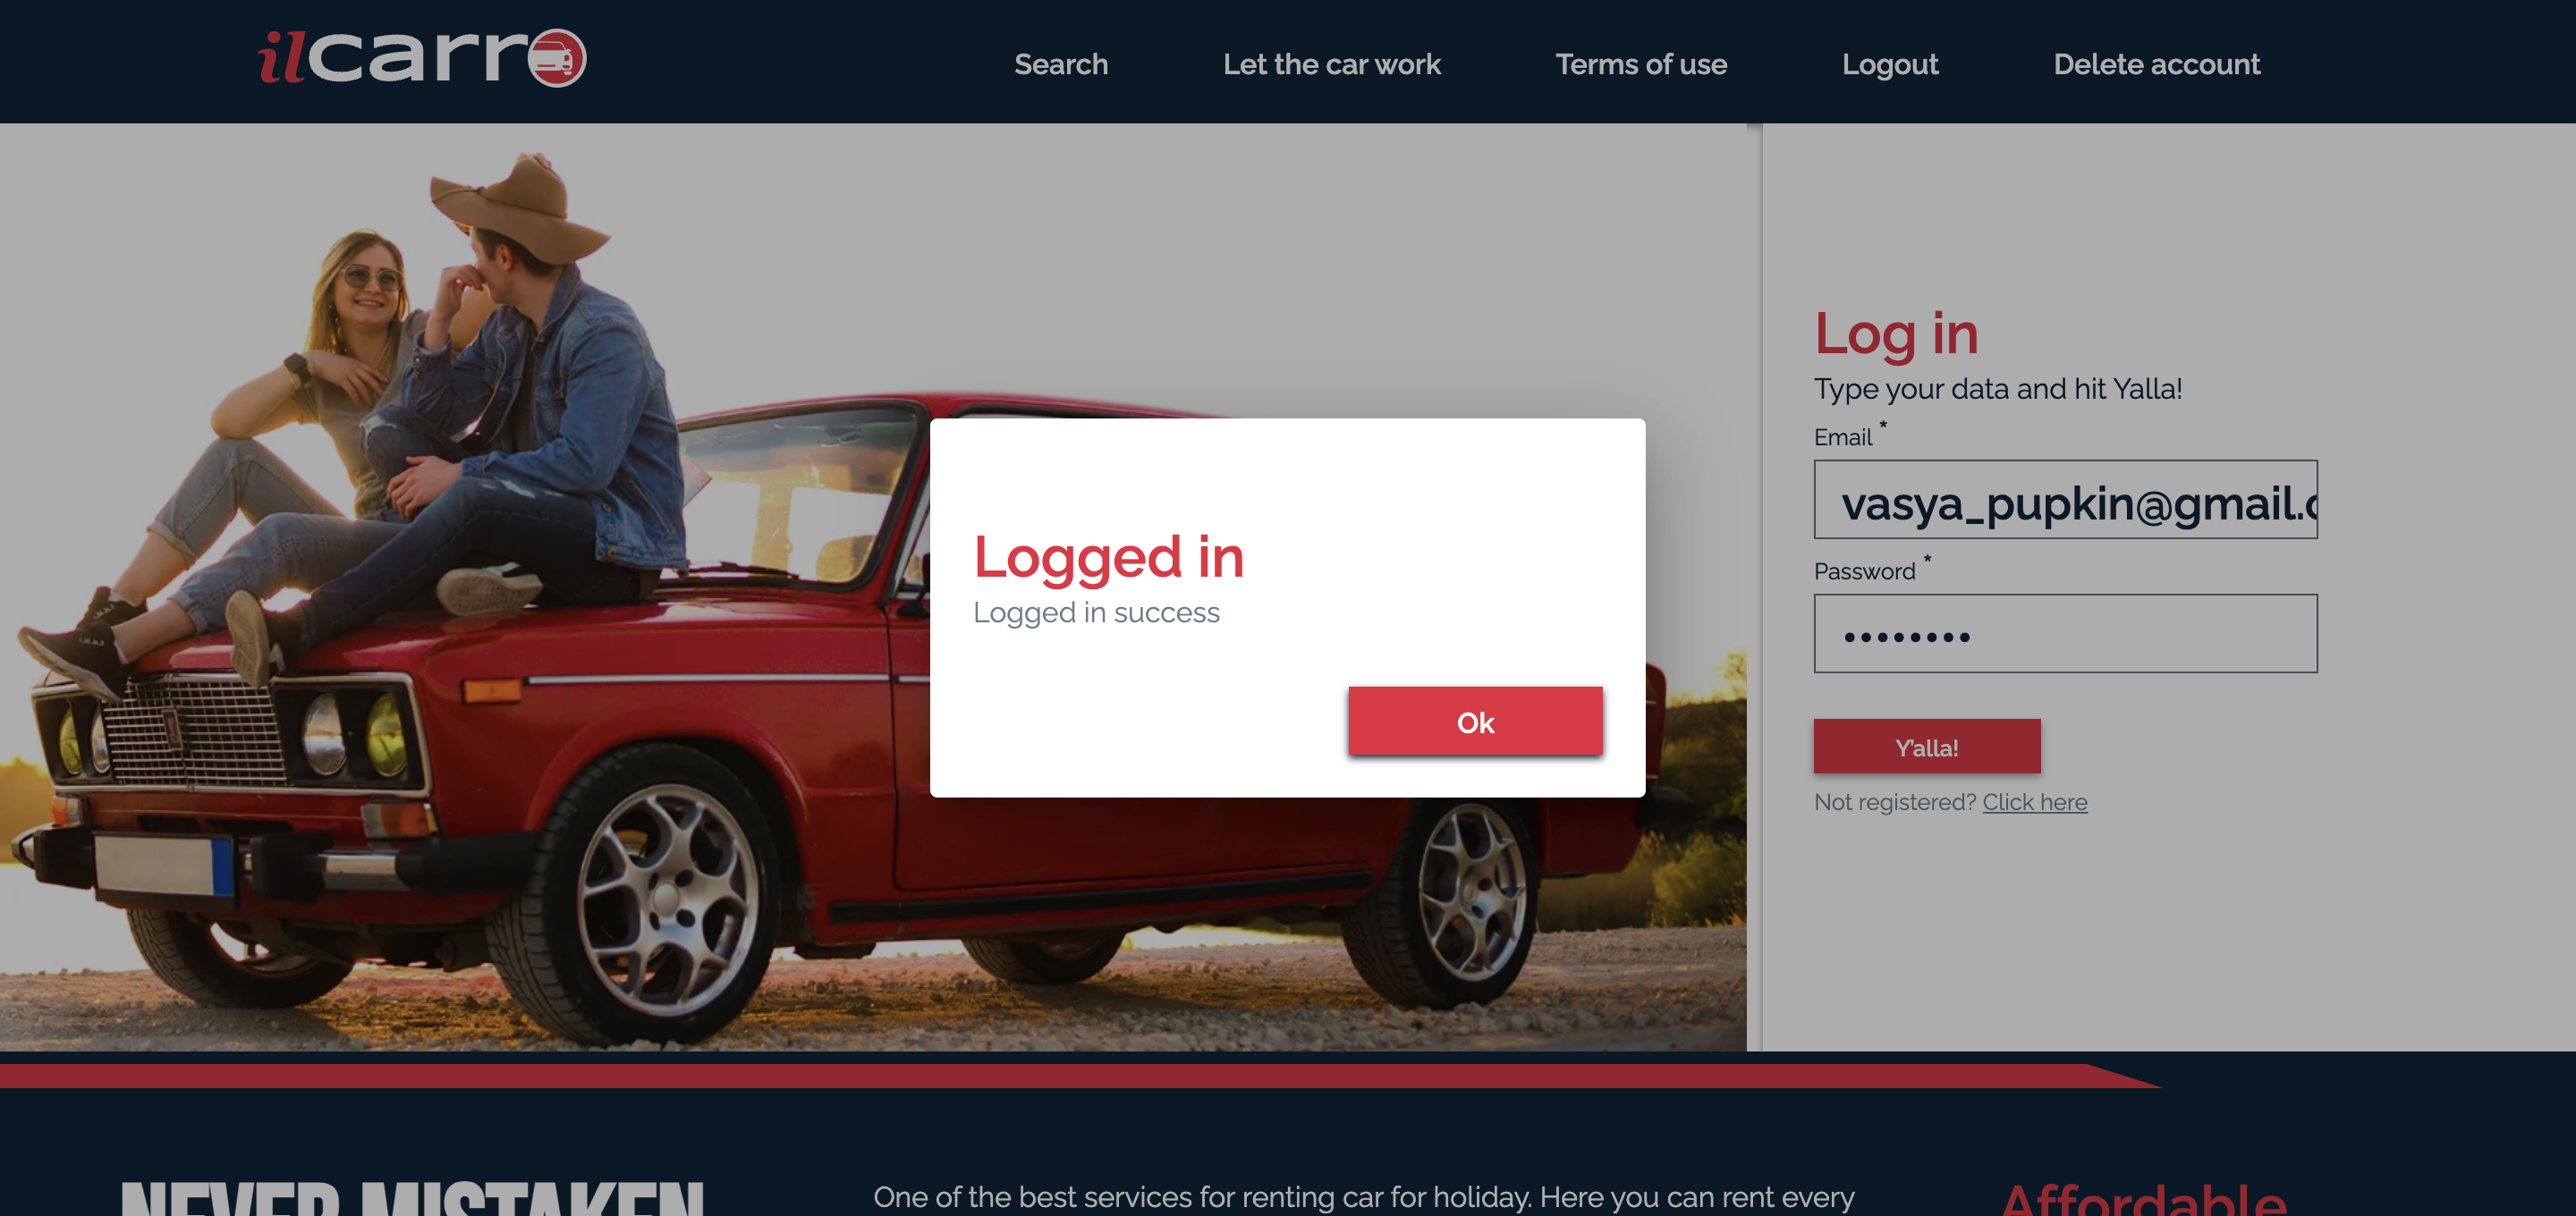 ilcarro
Search
Let the car work
Terms of use
Logout
Delete account
Log in
Type your data and hit Yalla!
Email *
vasya_pupkin@gmail.c
Password *
Y'alla!
Not registered? Click here
Logged in
Logged in success
Ok
NEVER MISTAKEN
One of the best services for renting car for holiday. Here you can rent every
Affordable